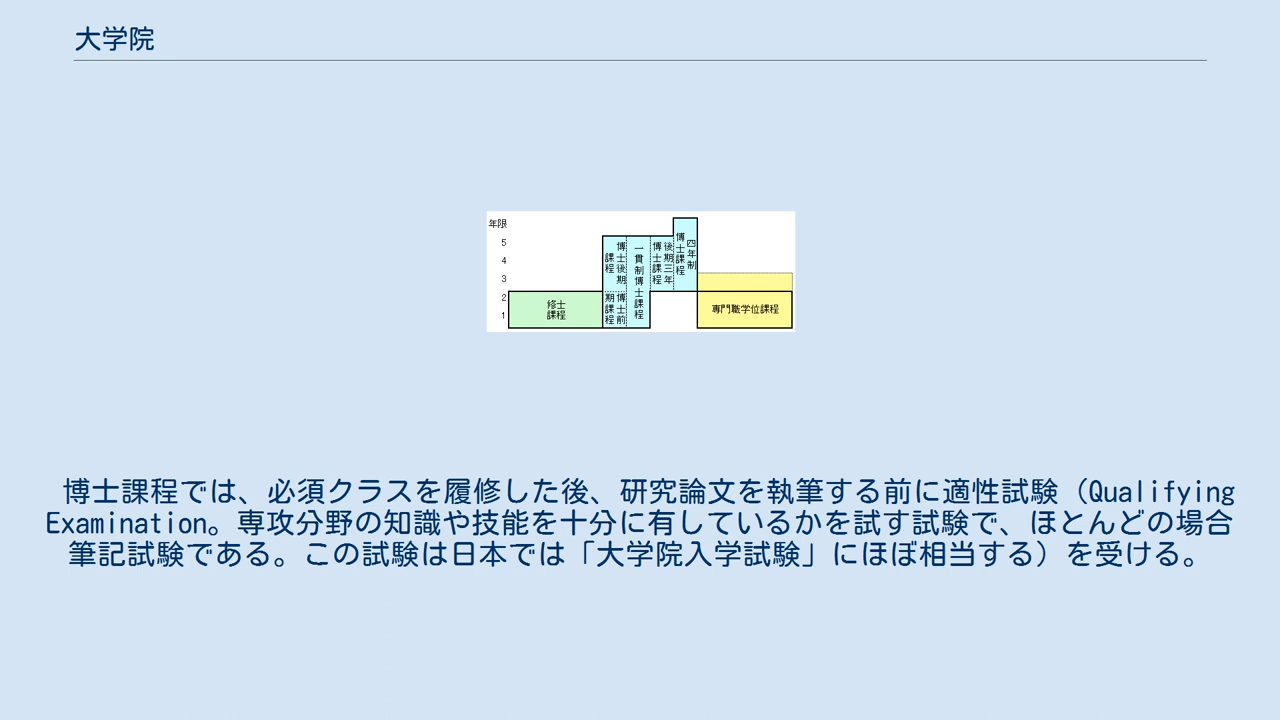 大学院
年限
5
4
3
2
1
修士
課程
博士後期
課程
博士前
期課程
一貫制博士課程
後期三年
博士課程
四年制
博士課程
専門職学位課程
博士課程では、必須クラスを履修した後、研究論文を執筆する前に適性試験（Qualifying
Examination。専攻分野の知識や技能を十分に有しているかを試す試験で、ほとんどの場合
筆記試験である。この試験は日本では「大学院入学試験」にほぼ相当する）を受ける。